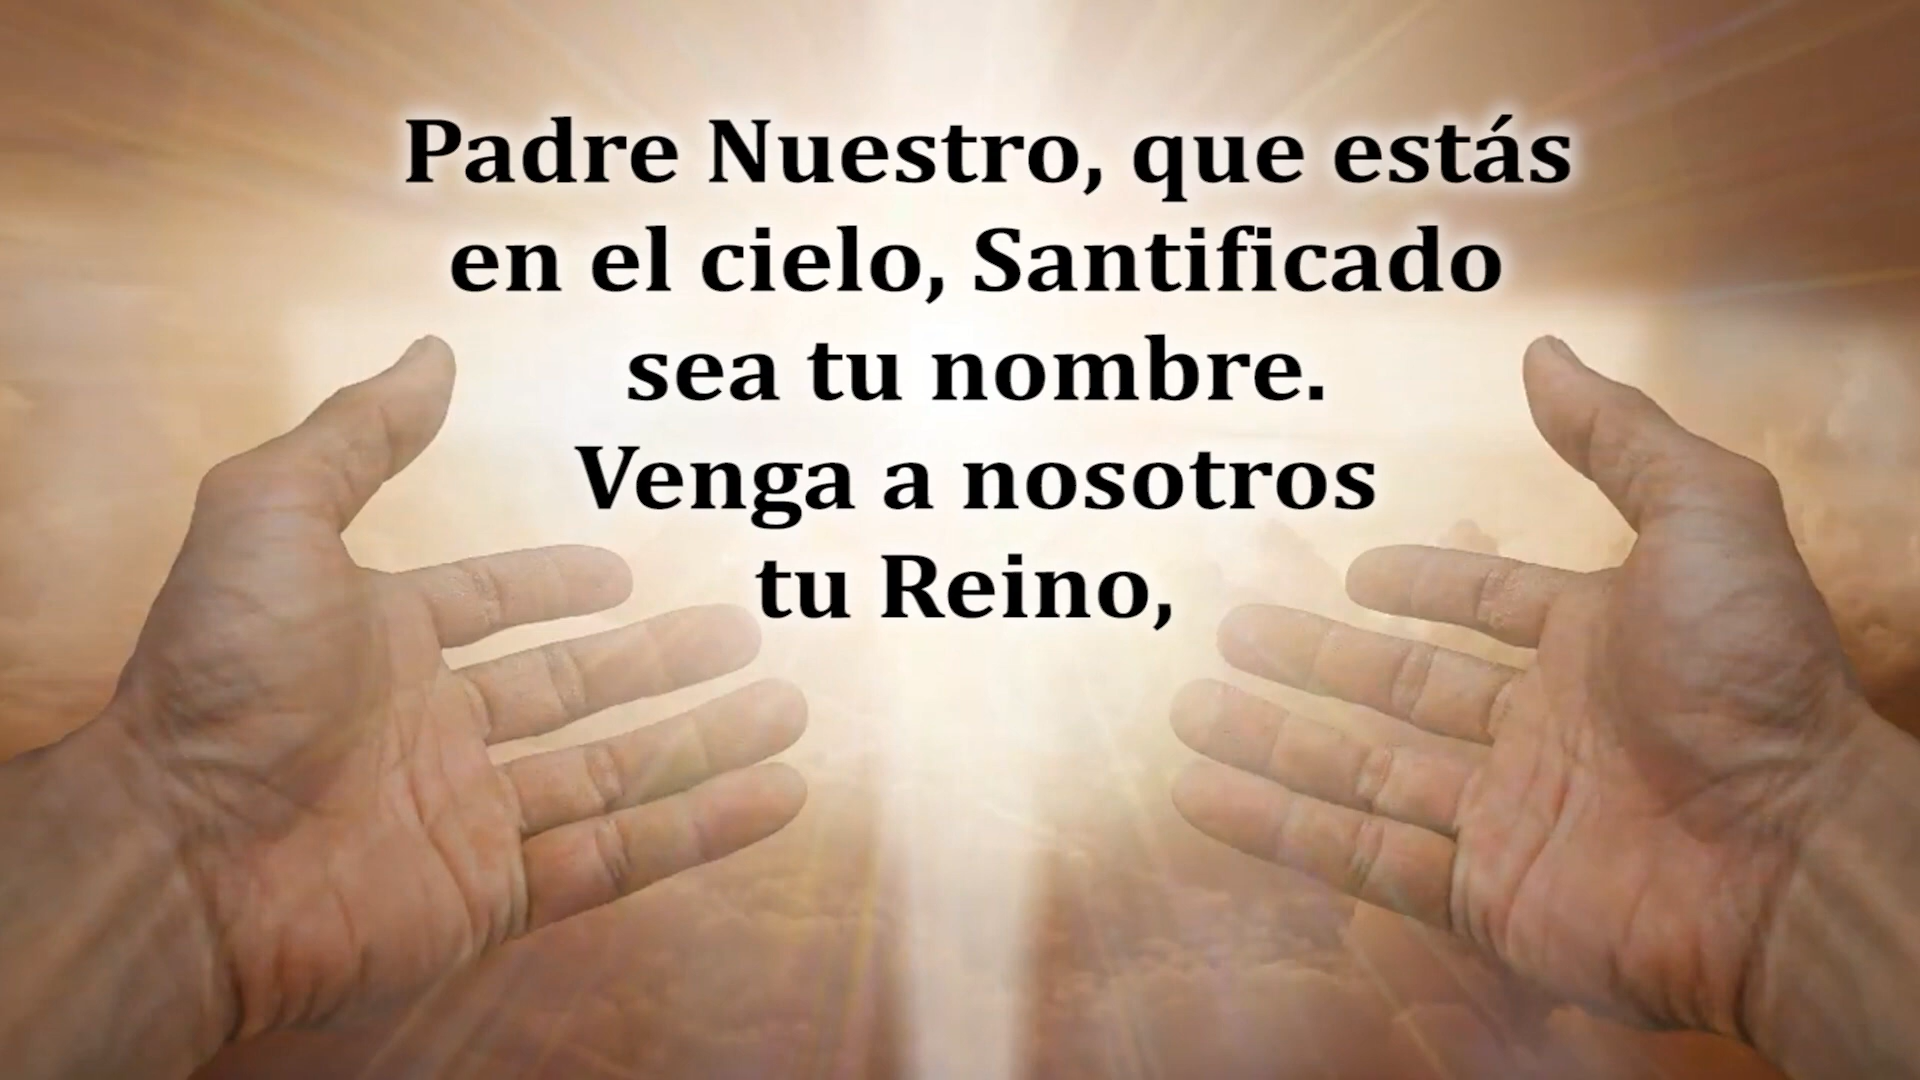 Padre Nuestro, que estás
en el cielo, Santificado
sea tu nombre.
Venga a nosotros
tu Reino,